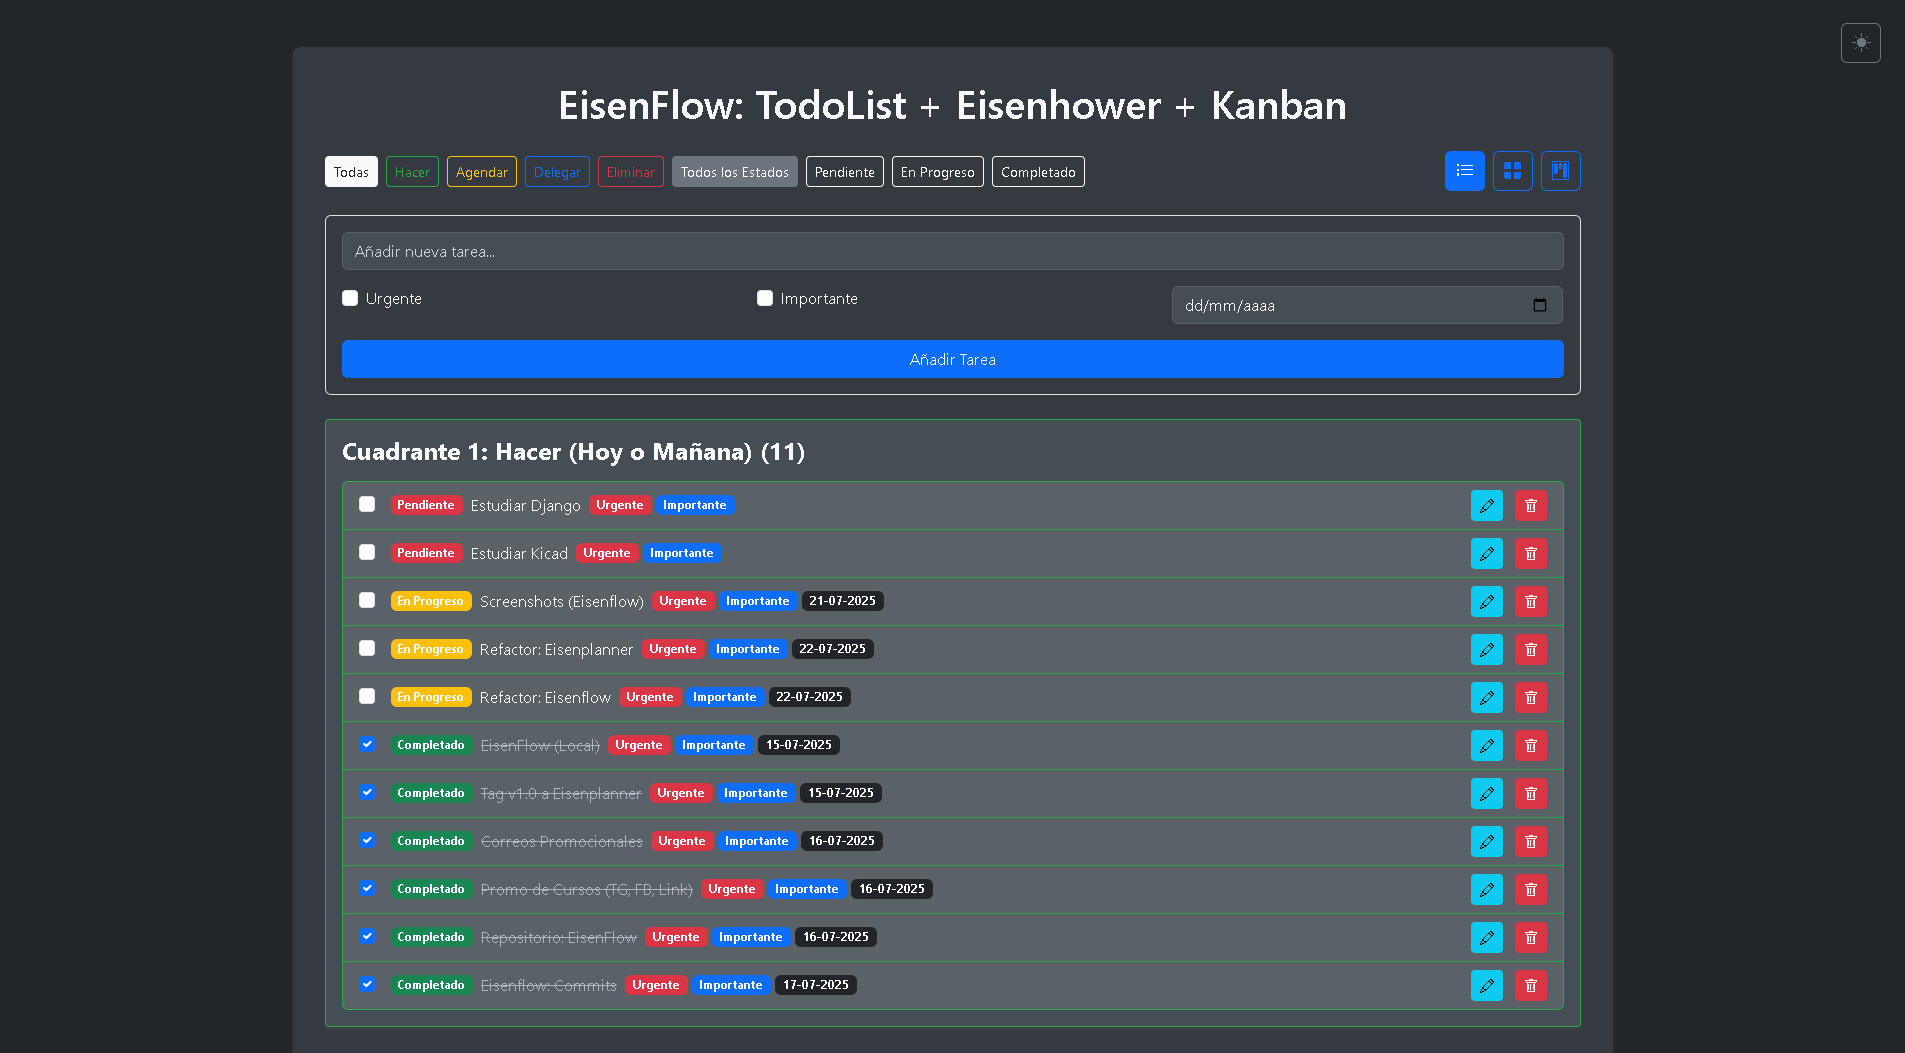 EisenFlow: TodoList + Eisenhower + Kanban
Todas Hacer Agendar Delegar Eliminar Todos los Estados Pendiente En Progreso Completado
Añadir nueva tarea...
Urgente Importante dd/mm/aaaa
Añadir Tarea
Cuadrante 1: Hacer (Hoy o Mañana) (11)
Pendiente Estudiar Django Urgente Importante
Pendiente Estudiar Kicad Urgente Importante
En Progreso Screenshots (Eisenflow) Urgente Importante 21-07-2025
En Progreso Refactor: Eisenplanner Urgente Importante 22-07-2025
En Progreso Refactor: Eisenflow Urgente Importante 22-07-2025
Completado EisenFlow (Local) Urgente Importante 15-07-2025
Completado Tag v1.0 a Eisenplanner Urgente Importante 15-07-2025
Completado Correos Promocionales Urgente Importante 16-07-2025
Completado Promo de Cursos (TG, FB, Link) Urgente Importante 16-07-2025
Completado Repositorio: EisenFlow Urgente Importante 16-07-2025
Completado Eisenflow: Commits Urgente Importante 17-07-2025